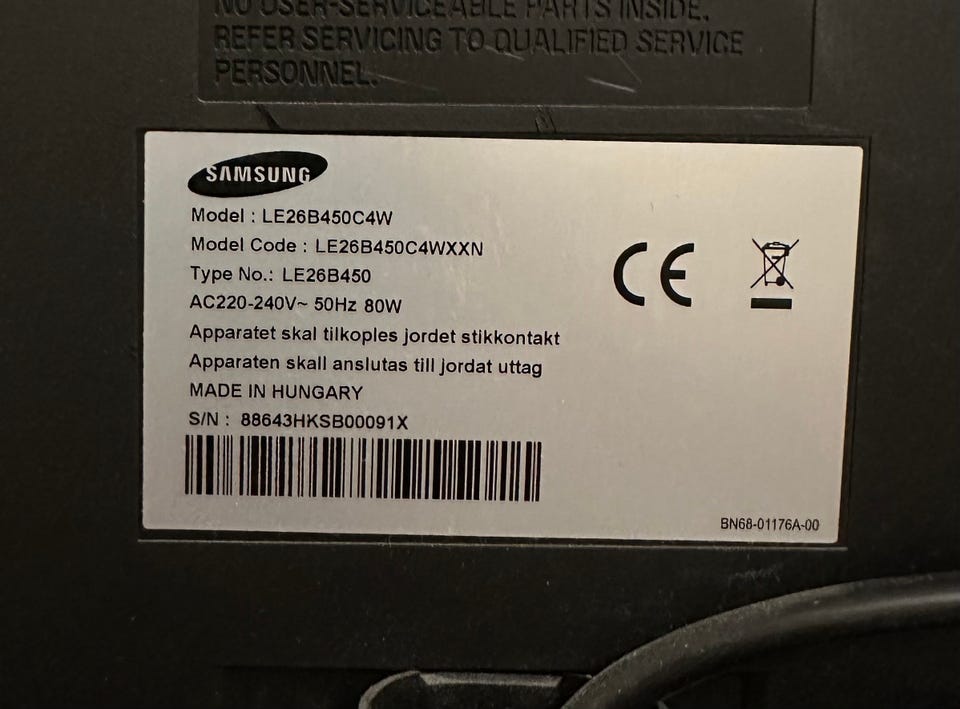 NO USER-SERVICEABLE PARTS INSIDE.
REFER SERVICING TO QUALIFIED SERVICE
PERSONNEL.
SAMSUNG
Model : LE26B450C4W
Model Code : LE26B450C4WXXN
Type No.: LE26B450
AC220-240V~ 50Hz 80W
Apparatet skal tilkoples jordet stikkontakt
Apparaten skall anslutas till jordat uttag
MADE IN HUNGARY
S/N : 88643HKSB00091X
CE
BN68-01176A-00